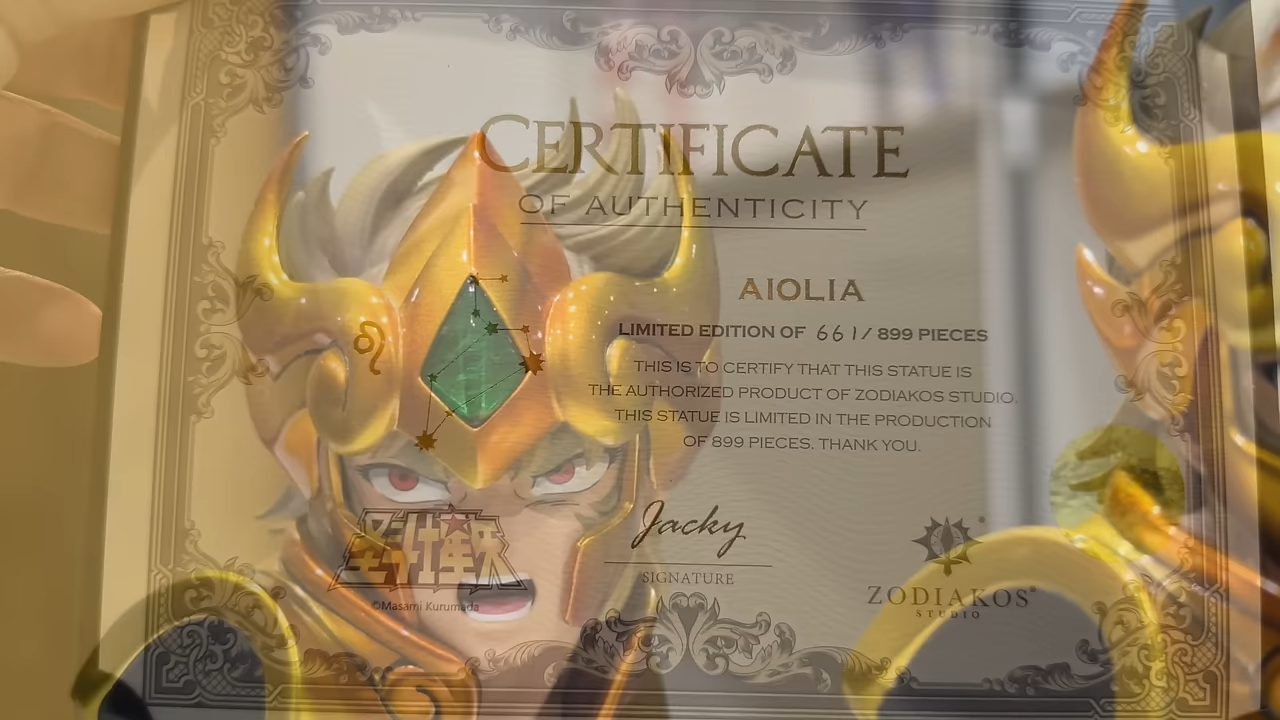 CERTIFICATE
OF AUTHENTICITY
AIOLIA
LIMITED EDITION OF 661/899 PIECES
THIS IS TO CERTIFY THAT THIS STATUE IS
THE AUTHORIZED PRODUCT OF ZODIAKOS STUDIO.
THIS STATUE IS LIMITED IN THE PRODUCTION
OF 899 PIECES. THANK YOU.
Jacky
SIGNATURE
聖斗士星矢
©Masami Kurumada
ZODIAKOS®
STUDIO